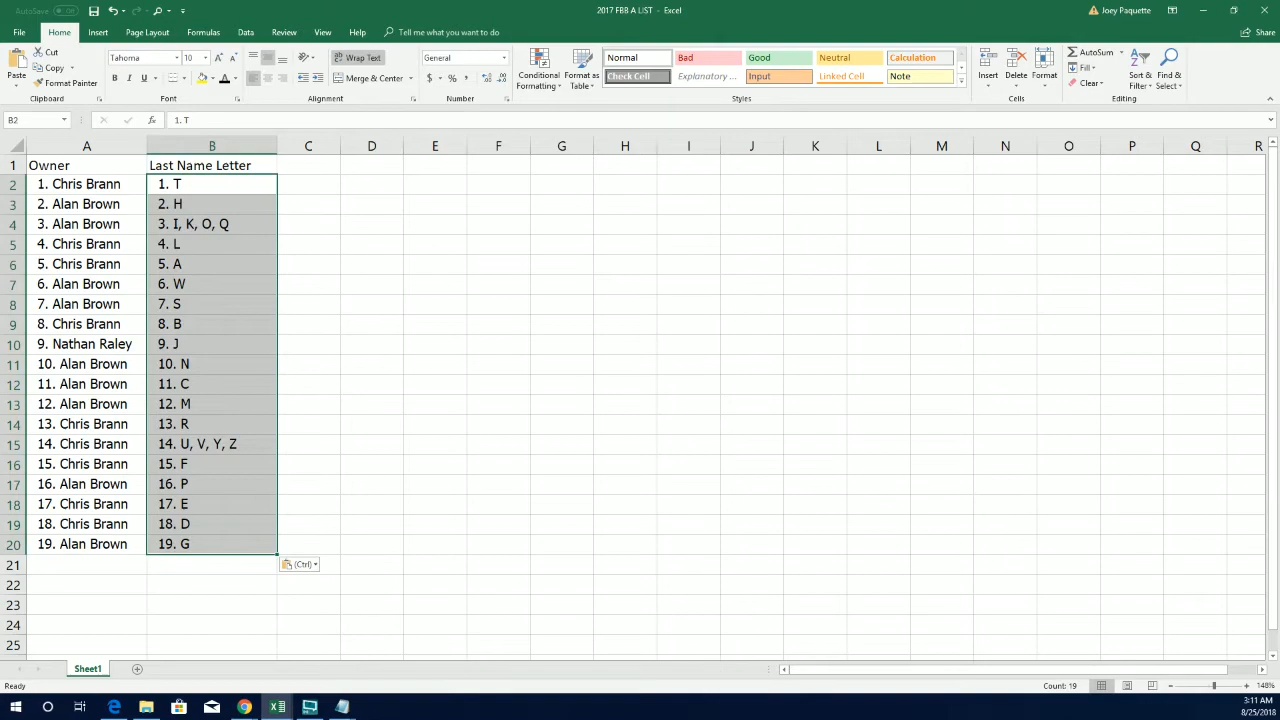 AutoSave Off 2017 FBB A LIST - Excel Joey Paquette
File Home Insert Page Layout Formulas Data Review View Help Tell me what you want to do Share
Cut Tahoma 10 Wrap Text General Normal Bad Good Neutral Calculation AutoSum
Paste Copy Merge & Center Conditional Formatting Format as Table Check Cell Explanatory ... Input Linked Cell Note Insert Delete Format Fill Sort & Filter Find & Select
Format Painter Clear
Clipboard Font Alignment Number Styles Cells Editing
B2 fx 1. T
A B C D E F G H I J K L M N O P Q R
1 Owner Last Name Letter
2 1. Chris Brann 1. T
3 2. Alan Brown 2. H
4 3. Alan Brown 3. I, K, O, Q
5 4. Chris Brann 4. L
6 5. Chris Brann 5. A
7 6. Alan Brown 6. W
8 7. Alan Brown 7. S
9 8. Chris Brann 8. B
10 9. Nathan Raley 9. J
11 10. Alan Brown 10. N
12 11. Alan Brown 11. C
13 12. Alan Brown 12. M
14 13. Chris Brann 13. R
15 14. Chris Brann 14. U, V, Y, Z
16 15. Chris Brann 15. F
17 16. Alan Brown 16. P
18 17. Chris Brann 17. E
19 18. Chris Brann 18. D
20 19. Alan Brown 19. G
21 (Ctrl)
22
23
24
25
Sheet1
Ready Count: 19 148%
3:11 AM
8/25/2018